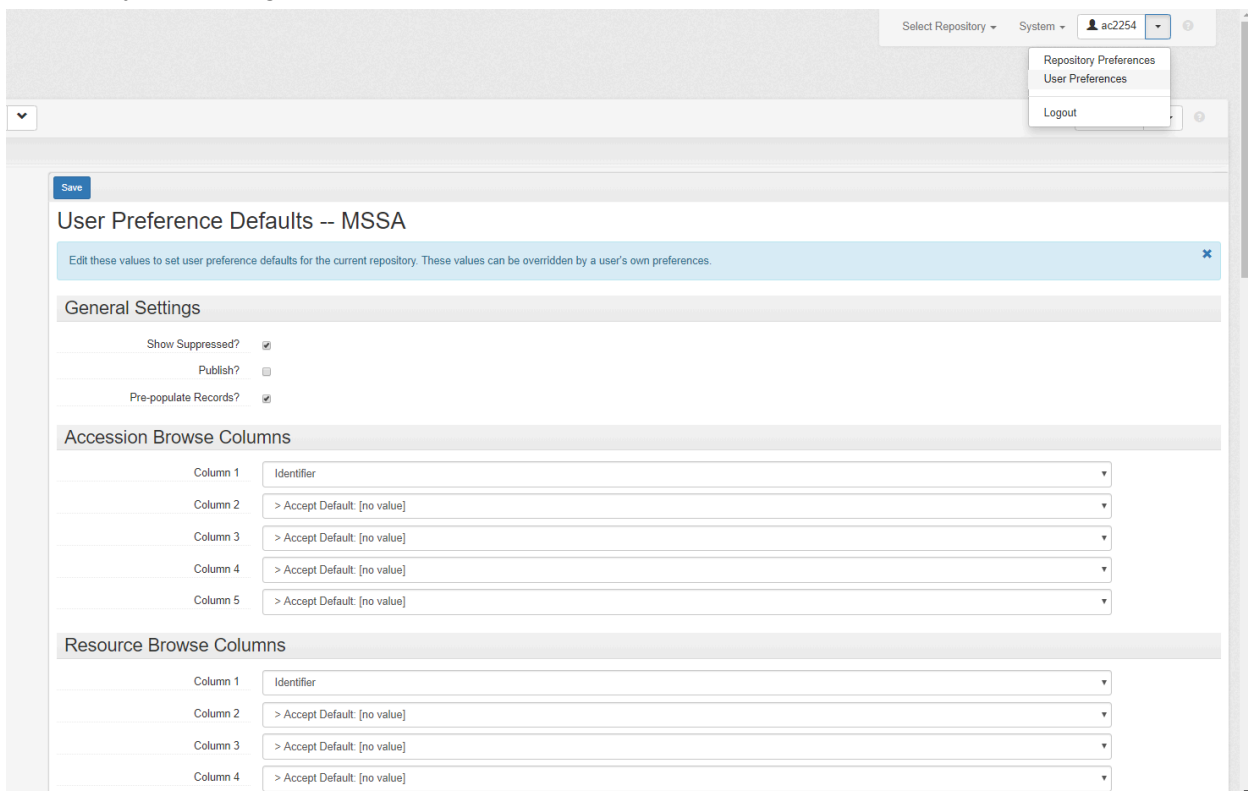 Select Repository System ac2254
Repository Preferences
User Preferences
Logout
Save
User Preference Defaults -- MSSA
Edit these values to set user preference defaults for the current repository. These values can be overridden by a user's own preferences.
General Settings
Show Suppressed?
Publish?
Pre-populate Records?
Accession Browse Columns
Column 1 Identifier
Column 2 > Accept Default: [no value]
Column 3 > Accept Default: [no value]
Column 4 > Accept Default: [no value]
Column 5 > Accept Default: [no value]
Resource Browse Columns
Column 1 Identifier
Column 2 > Accept Default: [no value]
Column 3 > Accept Default: [no value]
Column 4 > Accept Default: [no value]